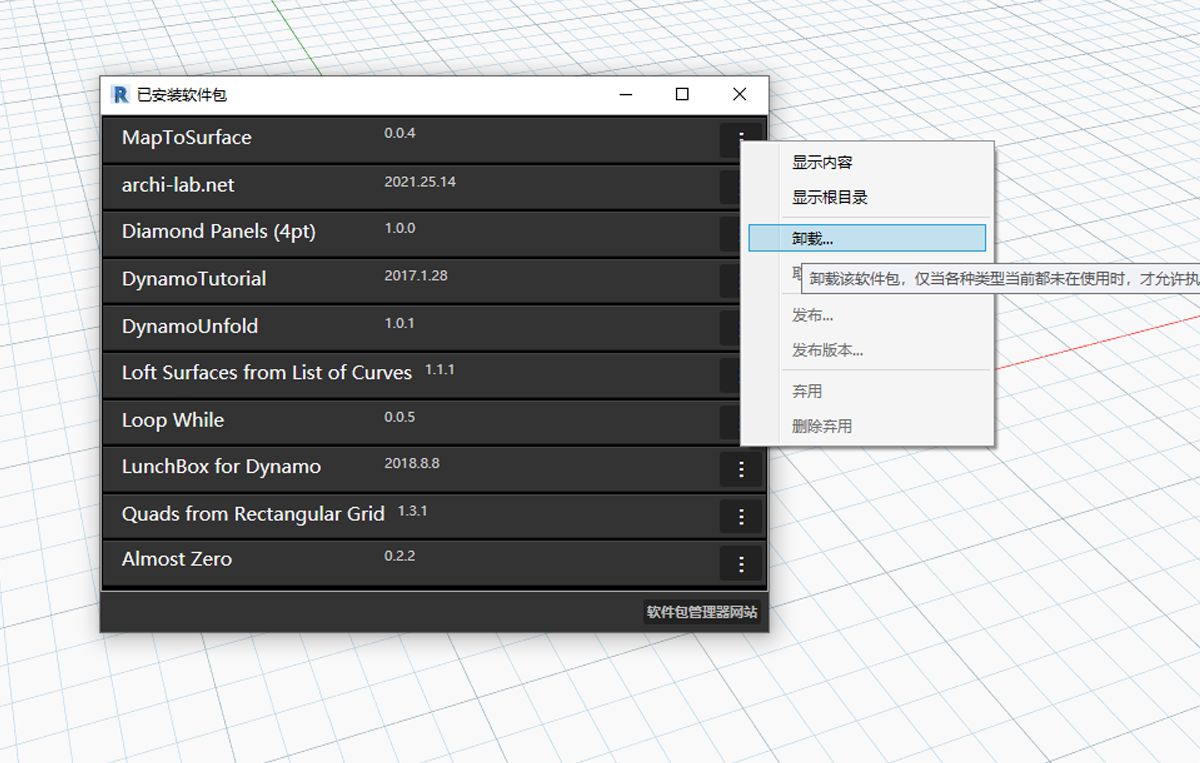 已安装软件包
MapToSurface 0.0.4
archi-lab.net 2021.25.14
Diamond Panels (4pt) 1.0.0
DynamoTutorial 2017.1.28
DynamoUnfold 1.0.1
Loft Surfaces from List of Curves 1.1.1
Loop While 0.0.5
LunchBox for Dynamo 2018.8.8
Quads from Rectangular Grid 1.3.1
Almost Zero 0.2.2
软件包管理器网站
显示内容
显示根目录
卸载...
卸载该软件包，仅当各种类型当前都未在使用时，才允许执
发布...
发布版本...
弃用
删除弃用